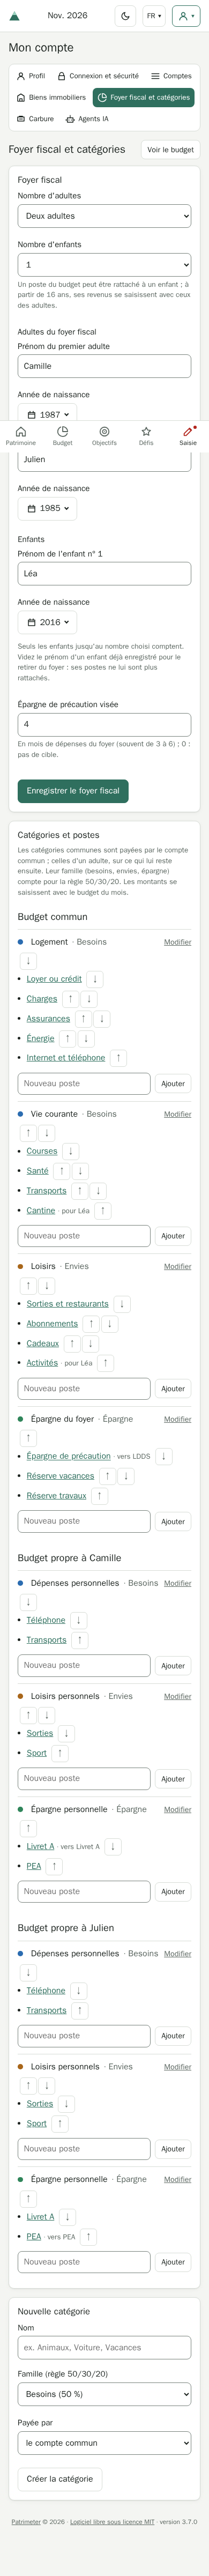 Nov. 2026
FR ▾
Mon compte
Profil
Connexion et sécurité
Comptes
Biens immobiliers
Foyer fiscal et catégories
Carbure
Agents IA
Foyer fiscal et catégories
Voir le budget
Foyer fiscal
Nombre d'adultes
Deux adultes
Nombre d'enfants
1
Un poste du budget peut être rattaché à un enfant ; à
partir de 16 ans, ses revenus se saisissent avec ceux
des adultes.
Adultes du foyer fiscal
Prénom du premier adulte
Camille
Année de naissance
1987
Patrimoine
Budget
Objectifs
Défis
Saisie
Julien
Année de naissance
1985
Enfants
Prénom de l'enfant n° 1
Léa
Année de naissance
2016
Seuls les enfants jusqu'au nombre choisi comptent.
Videz le prénom d'un enfant déjà enregistré pour le
retirer du foyer : ses postes ne lui sont plus
rattachés.
Épargne de précaution visée
4
En mois de dépenses du foyer (souvent de 3 à 6) ; 0 :
pas de cible.
Enregistrer le foyer fiscal
Catégories et postes
Les catégories communes sont payées par le compte
commun ; celles d'un adulte, sur ce qui lui reste
ensuite. Leur famille (besoins, envies, épargne)
compte pour la règle 50/30/20. Les montants se
saisissent avec le budget du mois.
Budget commun
Logement · Besoins
Modifier
↓
Loyer ou crédit ↓
Charges ↑ ↓
Assurances ↑ ↓
Énergie ↑ ↓
Internet et téléphone ↑
Nouveau poste
Ajouter
Vie courante · Besoins
Modifier
↑ ↓
Courses ↓
Santé ↑ ↓
Transports ↑ ↓
Cantine · pour Léa ↑
Nouveau poste
Ajouter
Loisirs · Envies
Modifier
↑ ↓
Sorties et restaurants ↓
Abonnements ↑ ↓
Cadeaux ↑ ↓
Activités · pour Léa ↑
Nouveau poste
Ajouter
Épargne du foyer · Épargne
Modifier
↑
Épargne de précaution · vers LDDS ↓
Réserve vacances ↑ ↓
Réserve travaux ↑
Nouveau poste
Ajouter
Budget propre à Camille
Dépenses personnelles · Besoins
Modifier
↓
Téléphone ↓
Transports ↑
Nouveau poste
Ajouter
Loisirs personnels · Envies
Modifier
↑ ↓
Sorties ↓
Sport ↑
Nouveau poste
Ajouter
Épargne personnelle · Épargne
Modifier
↑
Livret A · vers Livret A ↓
PEA ↑
Nouveau poste
Ajouter
Budget propre à Julien
Dépenses personnelles · Besoins
Modifier
↓
Téléphone ↓
Transports ↑
Nouveau poste
Ajouter
Loisirs personnels · Envies
Modifier
↑ ↓
Sorties ↓
Sport ↑
Nouveau poste
Ajouter
Épargne personnelle · Épargne
Modifier
↑
Livret A ↓
PEA · vers PEA ↑
Nouveau poste
Ajouter
Nouvelle catégorie
Nom
ex. Animaux, Voiture, Vacances
Famille (règle 50/30/20)
Besoins (50 %)
Payée par
le compte commun
Créer la catégorie
Patrimeter © 2026 · Logiciel libre sous licence MIT · version 3.7.0